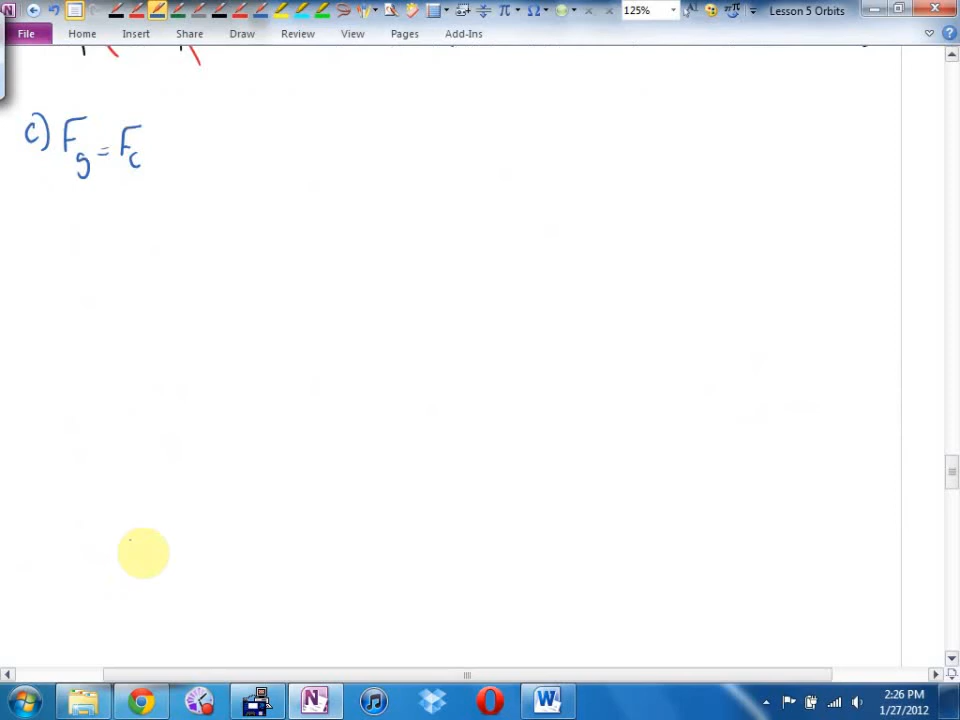 125%
Lesson 5 Orbits
File Home Insert Share Draw Review View Pages Add-Ins
c) Fg = Fc
2:26 PM
1/27/2012